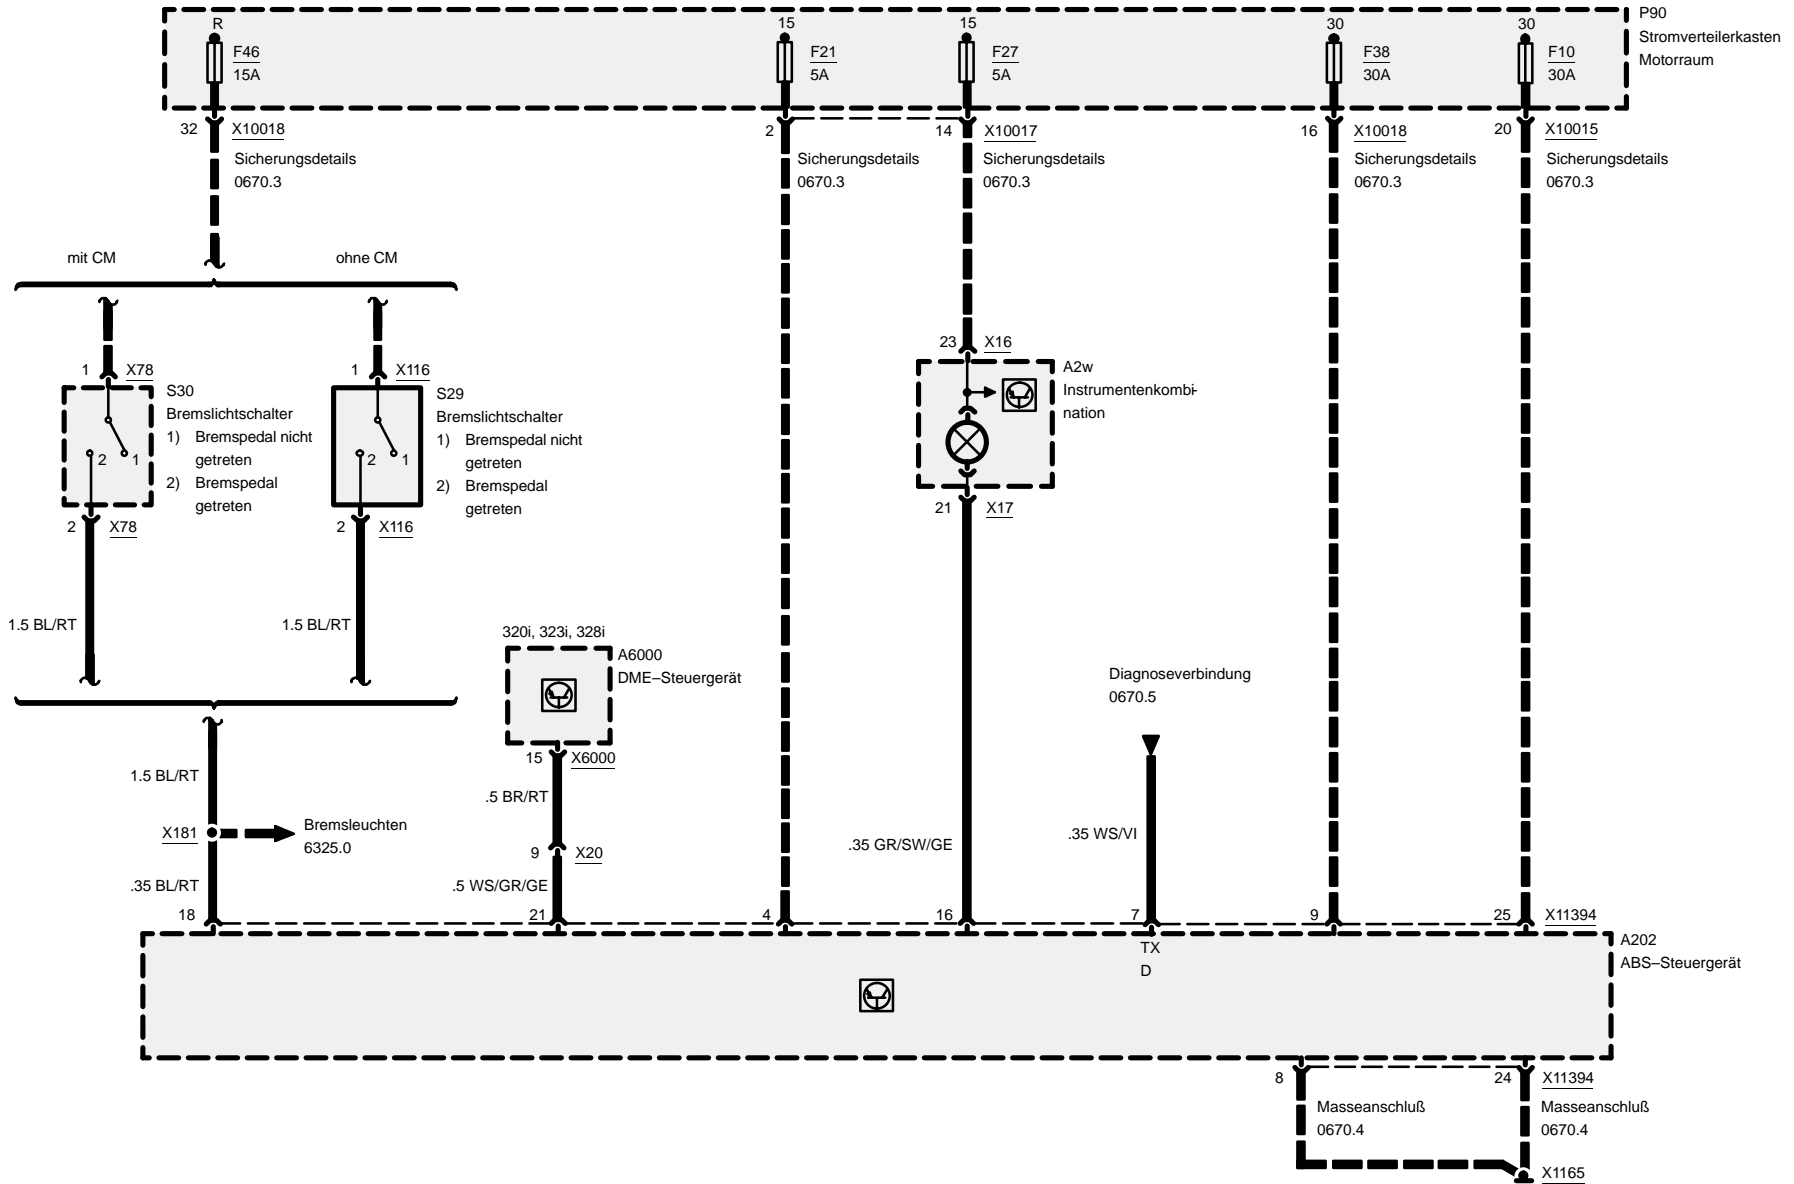 R
15
15
30
30
P90
Stromverteilerkasten
Motorraum
F46
15A
F21
5A
F27
5A
F38
30A
F10
30A
32 X10018
2
14 X10017
16 X10018
20 X10015
Sicherungsdetails
0670.3
Sicherungsdetails
0670.3
Sicherungsdetails
0670.3
Sicherungsdetails
0670.3
Sicherungsdetails
0670.3
mit CM
ohne CM
1 X78
S30
Bremslichtschalter
1) Bremspedal nicht
getreten
2) Bremspedal
getreten
2 1
2 X78
1 X116
S29
Bremslichtschalter
1) Bremspedal nicht
getreten
2) Bremspedal
getreten
2 1
2 X116
23 X16
A2w
Instrumentenkombi-
nation
21 X17
1.5 BL/RT
1.5 BL/RT
320i, 323i, 328i
A6000
DME–Steuergerät
15 X6000
.5 BR/RT
9 X20
.5 WS/GR/GE
Diagnoseverbindung
0670.5
1.5 BL/RT
X181
Bremsleuchten
6325.0
.35 BL/RT
.35 GR/SW/GE
.35 WS/VI
18
21
4
16
7
9
25 X11394
TX
D
A202
ABS–Steuergerät
8
24 X11394
Masseanschluß
0670.4
Masseanschluß
0670.4
X1165